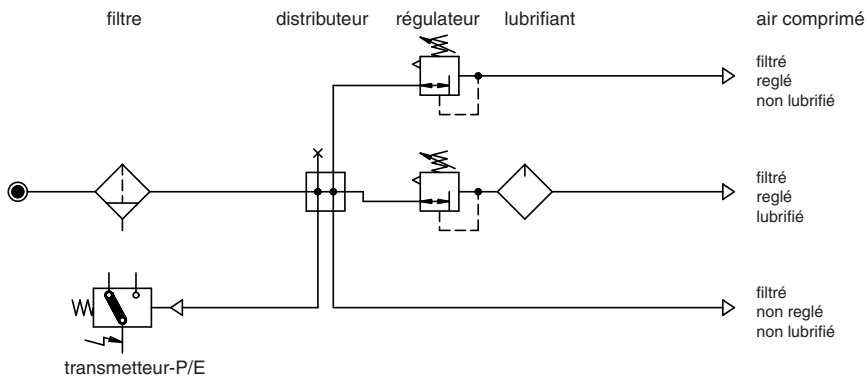 filtre
distributeur
régulateur
lubrifiant
air comprimé
filtré
reglé
non lubrifié
filtré
reglé
lubrifié
filtré
non reglé
non lubrifié
transmetteur-P/E